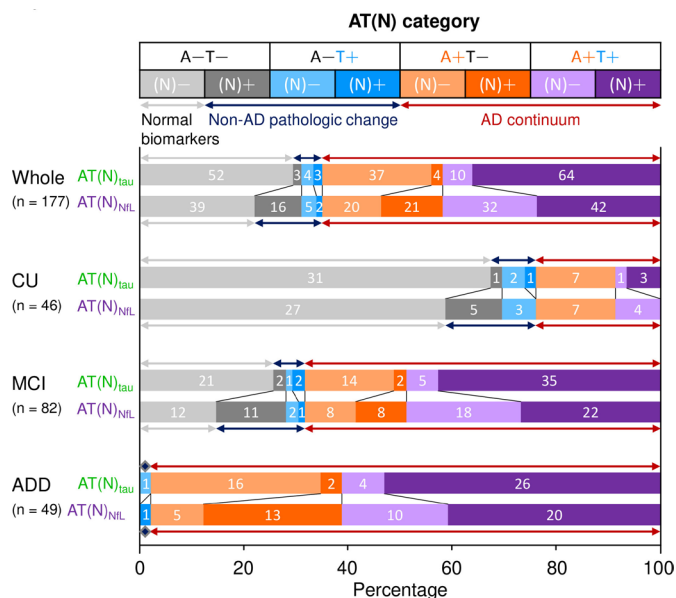 AT(N) category
A−T− A−T+ A+T− A+T+
(N)− (N)+ (N)− (N)+ (N)− (N)+ (N)− (N)+
Normal biomarkers Non-AD pathologic change AD continuum
Whole AT(N)tau 52 3 4 3 37 4 10 64
(n = 177) AT(N)NfL 39 16 5 2 20 21 32 42
CU AT(N)tau 31 1 2 1 7 1 3
(n = 46) AT(N)NfL 27 5 3 7 4
MCI AT(N)tau 21 2 1 2 14 2 5 35
(n = 82) AT(N)NfL 12 11 2 1 8 8 18 22
ADD AT(N)tau 1 16 2 4 26
(n = 49) AT(N)NfL 1 5 13 10 20
0 20 40 60 80 100
Percentage